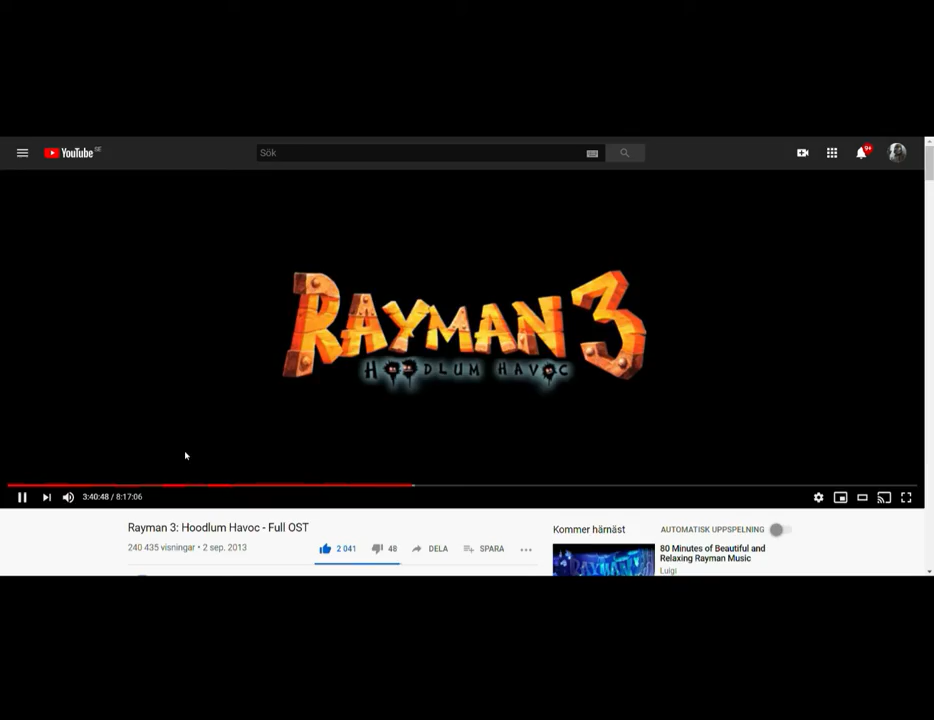 YouTube SE
Sök
9+
RAYMAN 3
HOODLUM HAVOC
3:40:48 / 8:17:06
Rayman 3: Hoodlum Havoc - Full OST
240 435 visningar • 2 sep. 2013
2 041
48
DELA
SPARA
Kommer härnäst
AUTOMATISK UPPSPELNING
RAYMAN
80 Minutes of Beautiful and
Relaxing Rayman Music
Luigi